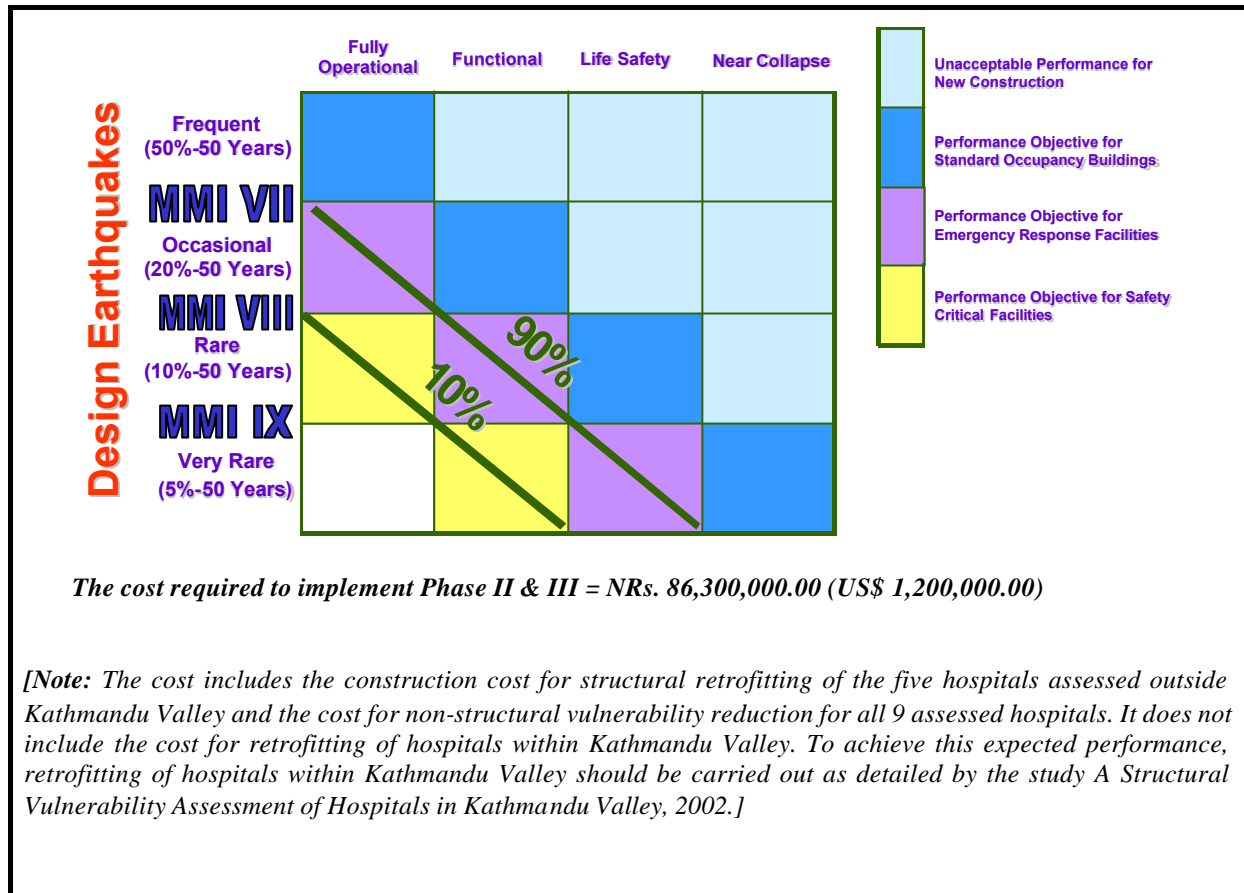 Fully
Operational
Functional
Life Safety
Near Collapse
Design Earthquakes
Frequent
(50%-50 Years)
MMI VII
Occasional
(20%-50 Years)
MMI VIII
Rare
(10%-50 Years)
MMI IX
Very Rare
(5%-50 Years)
90%
10%
Unacceptable Performance for
New Construction
Performance Objective for
Standard Occupancy Buildings
Performance Objective for
Emergency Response Facilities
Performance Objective for Safety
Critical Facilities
The cost required to implement Phase II & III = NRs. 86,300,000.00 (US$ 1,200,000.00)
[Note: The cost includes the construction cost for structural retrofitting of the five hospitals assessed outside
Kathmandu Valley and the cost for non-structural vulnerability reduction for all 9 assessed hospitals. It does not
include the cost for retrofitting of hospitals within Kathmandu Valley. To achieve this expected performance,
retrofitting of hospitals within Kathmandu Valley should be carried out as detailed by the study A Structural
Vulnerability Assessment of Hospitals in Kathmandu Valley, 2002.]